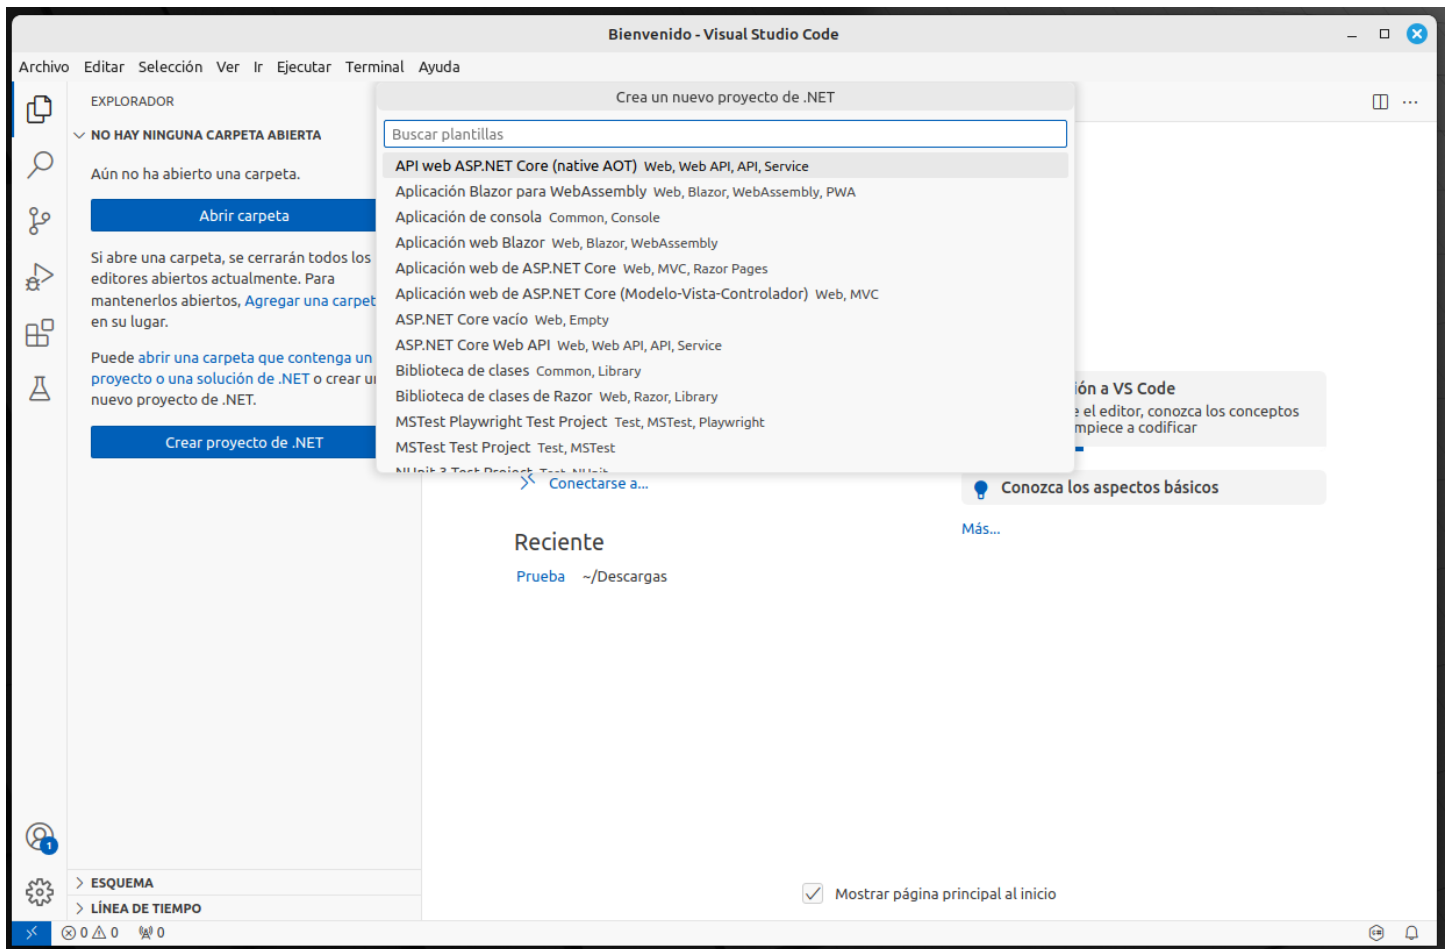 Bienvenido - Visual Studio Code
Archivo Editar Selección Ver Ir Ejecutar Terminal Ayuda
EXPLORADOR
NO HAY NINGUNA CARPETA ABIERTA
Aún no ha abierto una carpeta.
Abrir carpeta
Si abre una carpeta, se cerrarán todos los
editores abiertos actualmente. Para
mantenerlos abiertos, Agregar una carpet
en su lugar.
Puede abrir una carpeta que contenga un
proyecto o una solución de .NET o crear un
nuevo proyecto de .NET.
Crear proyecto de .NET
Crea un nuevo proyecto de .NET
Buscar plantillas
API web ASP.NET Core (native AOT) Web, Web API, API, Service
Aplicación Blazor para WebAssembly Web, Blazor, WebAssembly, PWA
Aplicación de consola Common, Console
Aplicación web Blazor Web, Blazor, WebAssembly
Aplicación web de ASP.NET Core Web, MVC, Razor Pages
Aplicación web de ASP.NET Core (Modelo-Vista-Controlador) Web, MVC
ASP.NET Core vacío Web, Empty
ASP.NET Core Web API Web, Web API, API, Service
Biblioteca de clases Common, Library
Biblioteca de clases de Razor Web, Razor, Library
MSTest Playwright Test Project Test, MSTest, Playwright
MSTest Test Project Test, MSTest
NUnit 3 Test Project Test, NUnit
Conectarse a...
Reciente
Prueba ~/Descargas
ión a VS Code
e el editor, conozca los conceptos
mpiece a codificar
Conozca los aspectos básicos
Más...
Mostrar página principal al inicio
1
ESQUEMA
LÍNEA DE TIEMPO
0 0 0